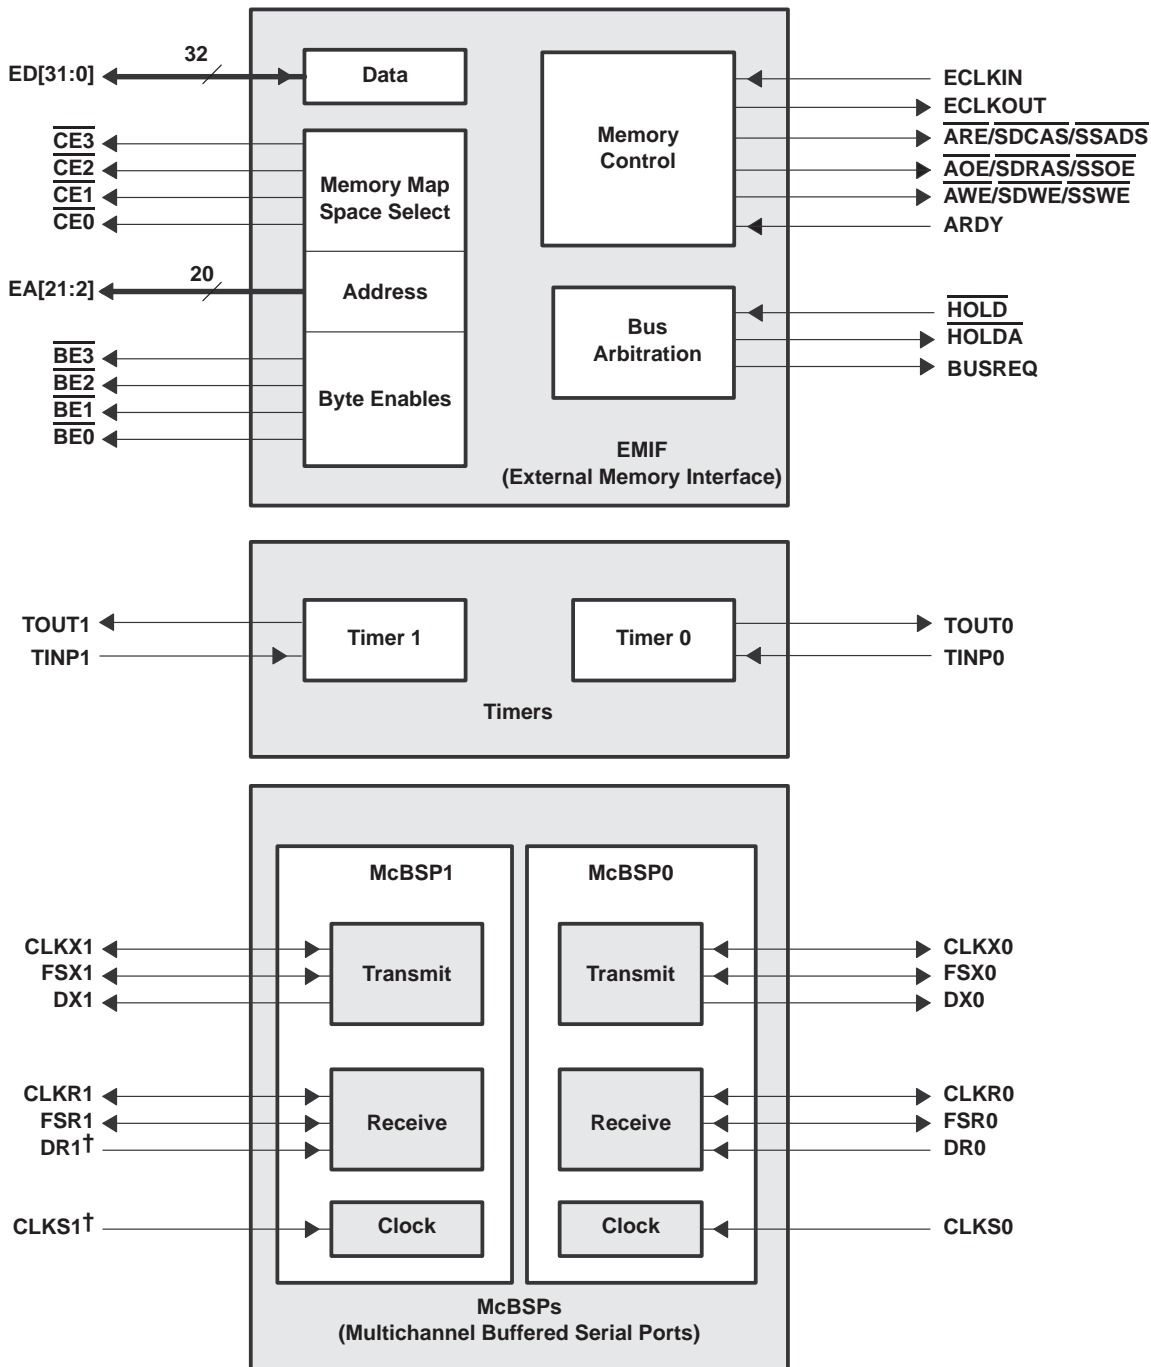 32
ED[31:0]
Data
CE3
CE2
CE1
CE0
Memory Map
Space Select
20
EA[21:2]
Address
BE3
BE2
BE1
BE0
Byte Enables
Memory
Control
ECLKIN
ECLKOUT
ARE/SDCAS/SSADS
AOE/SDRAS/SSOE
AWE/SDWE/SSWE
ARDY
Bus
Arbitration
HOLD
HOLDA
BUSREQ
EMIF
(External Memory Interface)
TOUT1
TINP1
Timer 1
Timer 0
TOUT0
TINP0
Timers
McBSP1
McBSP0
CLKX1
FSX1
DX1
Transmit
Transmit
CLKX0
FSX0
DX0
CLKR1
FSR1
DR1†
Receive
Receive
CLKR0
FSR0
DR0
CLKS1†
Clock
Clock
CLKS0
McBSPs
(Multichannel Buffered Serial Ports)